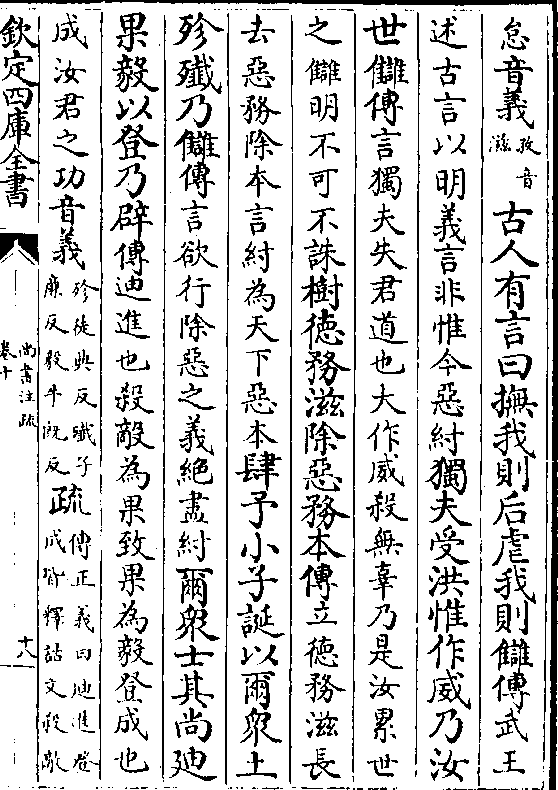 怠音義孜音滋古人有言曰撫我則后虐我則讎傳武王
述古言以明義言非惟今惡紂獨夫受洪惟作威乃汝
世讎傳言獨夫失君道也大作威殺無辜乃是汝累世
之讎明不可不誅樹德務滋除惡務本傳立德務滋長
去惡務除本言紂為天下惡本肆予小子誕以爾眾士
殄殲乃讎傳言欲行除惡之義絕盡紂爾眾士其尚迪
果毅以登乃辟傳迪進也殺敵為果致果為毅登成也
成汝君之功音義殄徒典反殲子廉反毅牛既反疏傳正義曰迪進登成皆釋詁文殺敵
欽定四庫全書
尚書注疏
卷十
十八